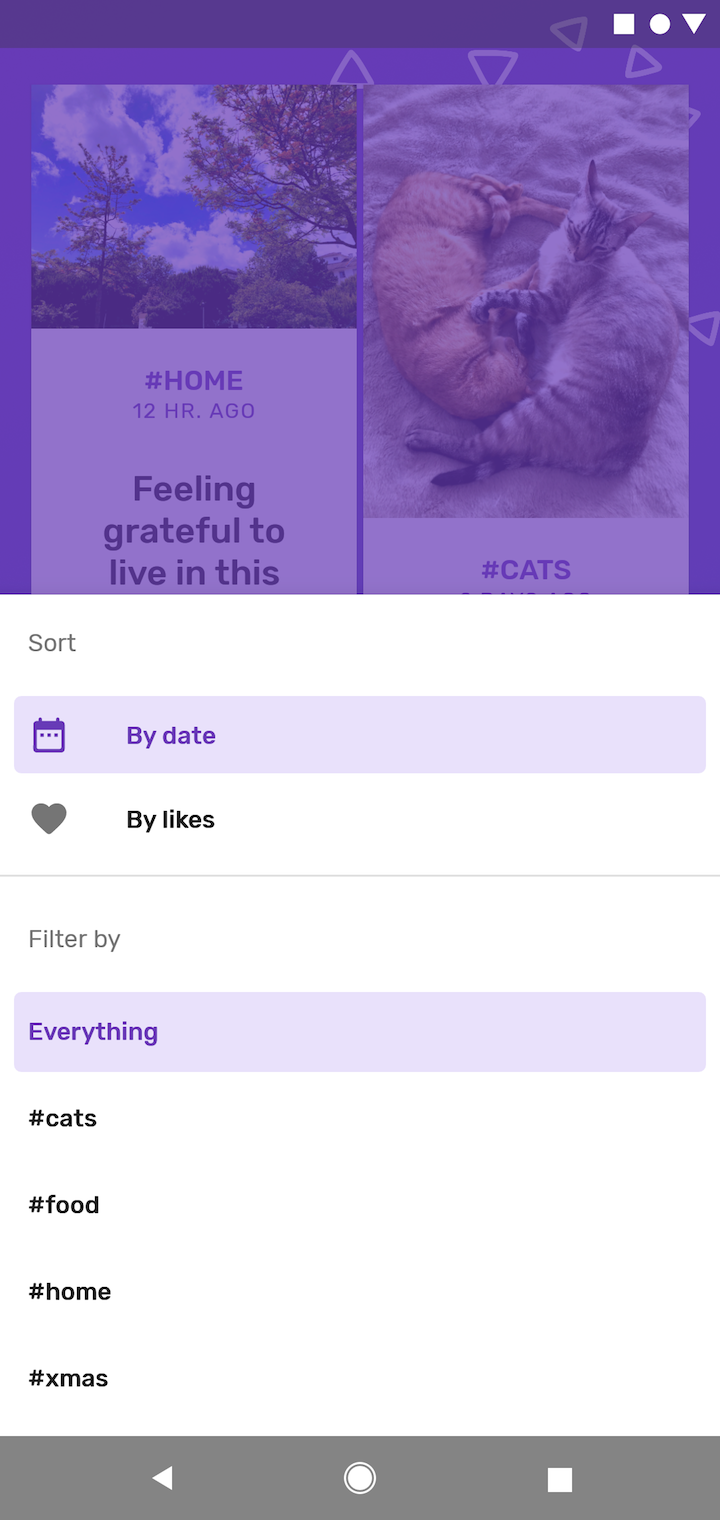 #HOME
12 HR. AGO
Feeling
grateful to
live in this
#CATS
Sort
By date
By likes
Filter by
Everything
#cats
#food
#home
#xmas